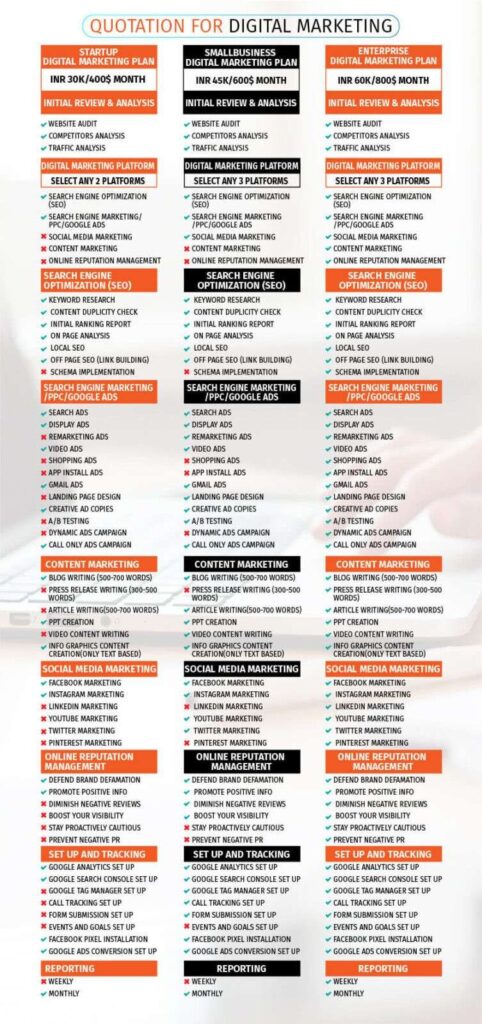 QUOTATION FOR DIGITAL MARKETING
STARTUP
DIGITAL MARKETING PLAN
INR 30K/400$ MONTH
INITIAL REVIEW & ANALYSIS
WEBSITE AUDIT
COMPETITORS ANALYSIS
TRAFFIC ANALYSIS
DIGITAL MARKETING PLATFORM
SELECT ANY 2 PLATFORMS
SEARCH ENGINE OPTIMIZATION
(SEO)
SEARCH ENGINE MARKETING/
PPC/GOOGLE ADS
SOCIAL MEDIA MARKETING
CONTENT MARKETING
ONLINE REPUTATION MANAGEMENT
SEARCH ENGINE
OPTIMIZATION (SEO)
KEYWORD RESEARCH
CONTENT DUPLICITY CHECK
INITIAL RANKING REPORT
ON PAGE ANALYSIS
LOCAL SEO
OFF PAGE SEO (LINK BUILDING)
SCHEMA IMPLEMENTATION
SEARCH ENGINE MARKETING
/PPC/GOOGLE ADS
SEARCH ADS
DISPLAY ADS
REMARKETING ADS
VIDEO ADS
SHOPPING ADS
APP INSTALL ADS
GMAIL ADS
LANDING PAGE DESIGN
CREATIVE AD COPIES
A/B TESTING
DYNAMIC ADS CAMPAIGN
CALL ONLY ADS CAMPAIGN
CONTENT MARKETING
BLOG WRITING (500-700 WORDS)
PRESS RELEASE WRITING (300-500
WORDS)
ARTICLE WRITING(500-700 WORDS)
PPT CREATION
VIDEO CONTENT WRITING
INFO GRAPHICS CONTENT
CREATION(ONLY TEXT BASED)
SOCIAL MEDIA MARKETING
FACEBOOK MARKETING
INSTAGRAM MARKETING
LINKEDIN MARKETING
YOUTUBE MARKETING
TWITTER MARKETING
PINTEREST MARKETING
ONLINE REPUTATION
MANAGEMENT
DEFEND BRAND DEFAMATION
PROMOTE POSITIVE INFO
DIMINISH NEGATIVE REVIEWS
BOOST YOUR VISIBILITY
STAY PROACTIVELY CAUTIOUS
PREVENT NEGATIVE PR
SET UP AND TRACKING
GOOGLE ANALYTICS SET UP
GOOGLE SEARCH CONSOLE SET UP
GOOGLE TAG MANAGER SET UP
CALL TRACKING SET UP
FORM SUBMISSION SET UP
EVENTS AND GOALS SET UP
FACEBOOK PIXEL INSTALLATION
GOOGLE ADS CONVERSION SET UP
REPORTING
WEEKLY
MONTHLY
SMALLBUSINESS
DIGITAL MARKETING PLAN
INR 45K/600$ MONTH
INITIAL REVIEW & ANALYSIS
WEBSITE AUDIT
COMPETITORS ANALYSIS
TRAFFIC ANALYSIS
DIGITAL MARKETING PLATFORM
SELECT ANY 3 PLATFORMS
SEARCH ENGINE OPTIMIZATION
(SEO)
SEARCH ENGINE MARKETING/
PPC/GOOGLE ADS
SOCIAL MEDIA MARKETING
CONTENT MARKETING
ONLINE REPUTATION MANAGEMENT
SEARCH ENGINE
OPTIMIZATION (SEO)
KEYWORD RESEARCH
CONTENT DUPLICITY CHECK
INITIAL RANKING REPORT
ON PAGE ANALYSIS
LOCAL SEO
OFF PAGE SEO (LINK BUILDING)
SCHEMA IMPLEMENTATION
SEARCH ENGINE MARKETING
/PPC/GOOGLE ADS
SEARCH ADS
DISPLAY ADS
REMARKETING ADS
VIDEO ADS
SHOPPING ADS
APP INSTALL ADS
GMAIL ADS
LANDING PAGE DESIGN
CREATIVE AD COPIES
A/B TESTING
DYNAMIC ADS CAMPAIGN
CALL ONLY ADS CAMPAIGN
CONTENT MARKETING
BLOG WRITING (500-700 WORDS)
PRESS RELEASE WRITING (300-500
WORDS)
ARTICLE WRITING(500-700 WORDS)
PPT CREATION
VIDEO CONTENT WRITING
INFO GRAPHICS CONTENT
CREATION(ONLY TEXT BASED)
SOCIAL MEDIA MARKETING
FACEBOOK MARKETING
INSTAGRAM MARKETING
LINKEDIN MARKETING
YOUTUBE MARKETING
TWITTER MARKETING
PINTEREST MARKETING
ONLINE REPUTATION
MANAGEMENT
DEFEND BRAND DEFAMATION
PROMOTE POSITIVE INFO
DIMINISH NEGATIVE REVIEWS
BOOST YOUR VISIBILITY
STAY PROACTIVELY CAUTIOUS
PREVENT NEGATIVE PR
SET UP AND TRACKING
GOOGLE ANALYTICS SET UP
GOOGLE SEARCH CONSOLE SET UP
GOOGLE TAG MANAGER SET UP
CALL TRACKING SET UP
FORM SUBMISSION SET UP
EVENTS AND GOALS SET UP
FACEBOOK PIXEL INSTALLATION
GOOGLE ADS CONVERSION SET UP
REPORTING
WEEKLY
MONTHLY
ENTERPRISE
DIGITAL MARKETING PLAN
INR 60K/800$ MONTH
INITIAL REVIEW & ANALYSIS
WEBSITE AUDIT
COMPETITORS ANALYSIS
TRAFFIC ANALYSIS
DIGITAL MARKETING PLATFORM
SELECT ANY 3 PLATFORMS
SEARCH ENGINE OPTIMIZATION
(SEO)
SEARCH ENGINE MARKETING/
PPC/GOOGLE ADS
SOCIAL MEDIA MARKETING
CONTENT MARKETING
ONLINE REPUTATION MANAGEMENT
SEARCH ENGINE
OPTIMIZATION (SEO)
KEYWORD RESEARCH
CONTENT DUPLICITY CHECK
INITIAL RANKING REPORT
ON PAGE ANALYSIS
LOCAL SEO
OFF PAGE SEO (LINK BUILDING)
SCHEMA IMPLEMENTATION
SEARCH ENGINE MARKETING
/PPC/GOOGLE ADS
SEARCH ADS
DISPLAY ADS
REMARKETING ADS
VIDEO ADS
SHOPPING ADS
APP INSTALL ADS
GMAIL ADS
LANDING PAGE DESIGN
CREATIVE AD COPIES
A/B TESTING
DYNAMIC ADS CAMPAIGN
CALL ONLY ADS CAMPAIGN
CONTENT MARKETING
BLOG WRITING (500-700 WORDS)
PRESS RELEASE WRITING (300-500
WORDS)
ARTICLE WRITING(500-700 WORDS)
PPT CREATION
VIDEO CONTENT WRITING
INFO GRAPHICS CONTENT
CREATION(ONLY TEXT BASED)
SOCIAL MEDIA MARKETING
FACEBOOK MARKETING
INSTAGRAM MARKETING
LINKEDIN MARKETING
YOUTUBE MARKETING
TWITTER MARKETING
PINTEREST MARKETING
ONLINE REPUTATION
MANAGEMENT
DEFEND BRAND DEFAMATION
PROMOTE POSITIVE INFO
DIMINISH NEGATIVE REVIEWS
BOOST YOUR VISIBILITY
STAY PROACTIVELY CAUTIOUS
PREVENT NEGATIVE PR
SET UP AND TRACKING
GOOGLE ANALYTICS SET UP
GOOGLE SEARCH CONSOLE SET UP
GOOGLE TAG MANAGER SET UP
CALL TRACKING SET UP
FORM SUBMISSION SET UP
EVENTS AND GOALS SET UP
FACEBOOK PIXEL INSTALLATION
GOOGLE ADS CONVERSION SET UP
REPORTING
WEEKLY
MONTHLY